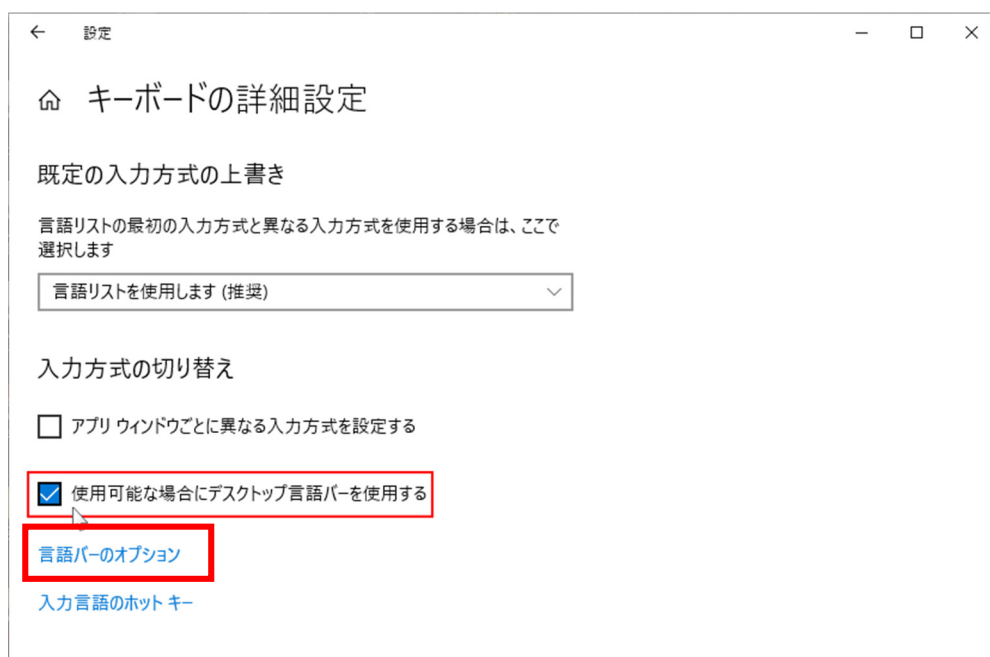 設定
キーボードの詳細設定
既定の入力方式の上書き
言語リストの最初の入力方式と異なる入力方式を使用する場合は、ここで
選択します
言語リストを使用します (推奨)
入力方式の切り替え
アプリ ウィンドウごとに異なる入力方式を設定する
使用可能な場合にデスクトップ言語バーを使用する
言語バーのオプション
入力言語のホット キー